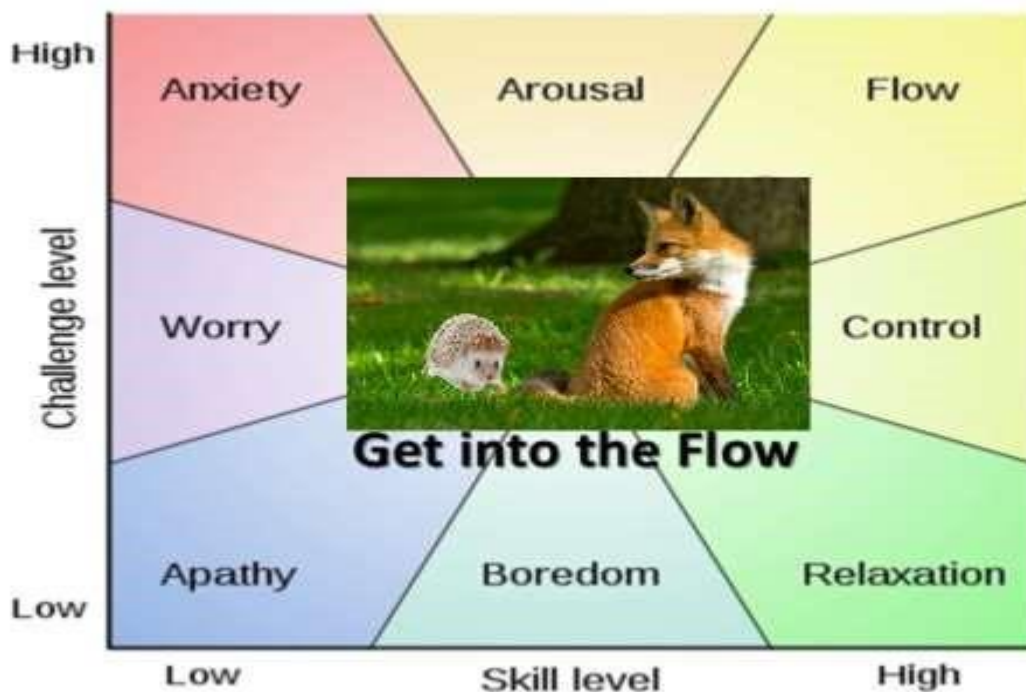 High
Anxiety
Arousal
Flow
Challenge level
Worry
Control
Get into the Flow
Apathy
Boredom
Relaxation
Low
Low
Skill level
High